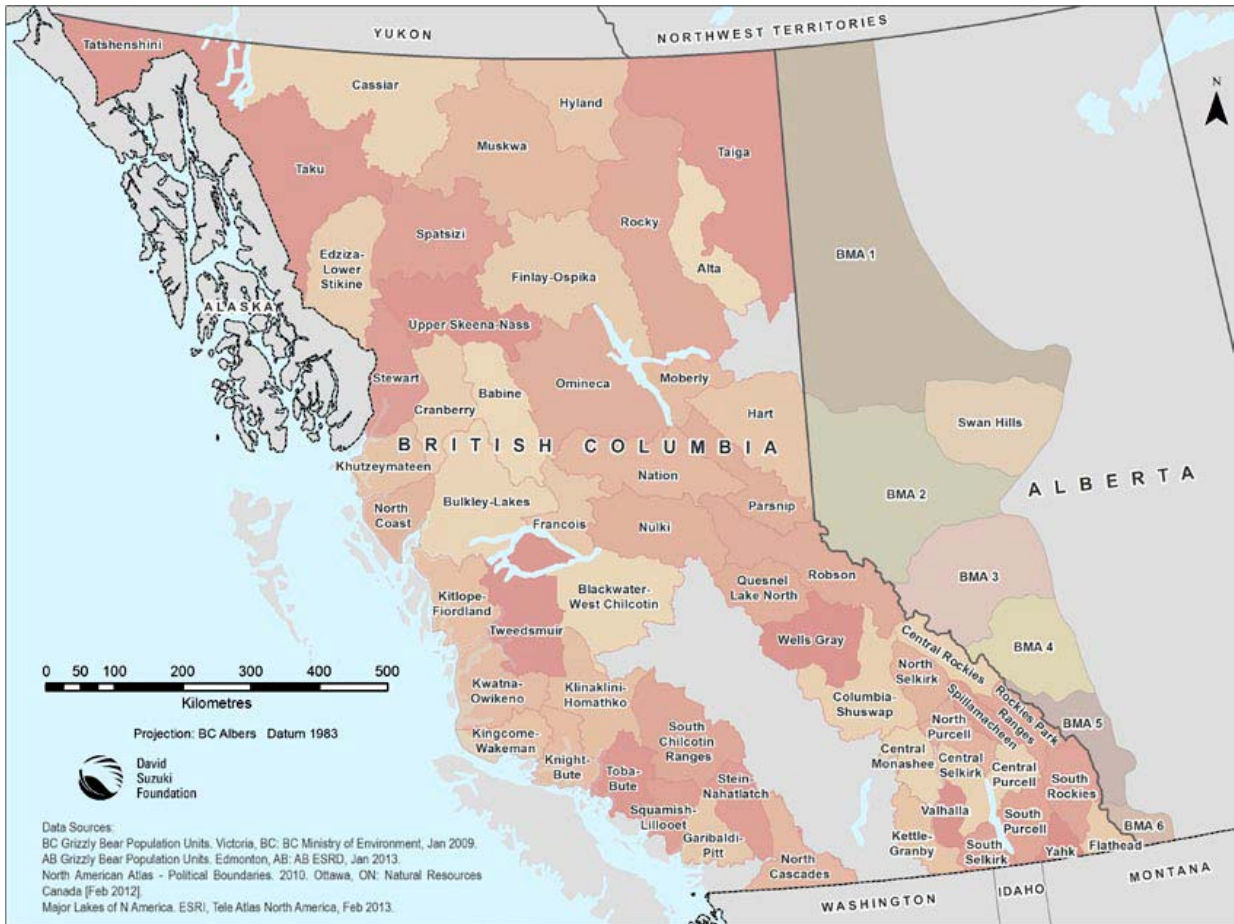 YUKON
NORTHWEST TERRITORIES
Tatshenshini
Cassiar
Hyland
Muskwa
Taiga
Taku
Rocky
Spatsizi
Edziza-
Lower
Stikine
Finlay-Ospika
Alta
BMA 1
ALASKA
Upper Skeena-Nass
Stewart
Omineca
Moberly
Babine
Cranberry
Hart
Swan Hills
BRITISH COLUMBIA
Khutzeymateen
Nation
ALBERTA
BMA 2
Bulkley-Lakes
North
Coast
Francois
Nulki
Parsnip
Robson
BMA 3
Kitlope-
Fiordland
Blackwater-
West Chilcotin
Quesnel
Lake North
Tweedsmuir
Wells Gray
Central Rockies
BMA 4
North
Selkirk
Rockies Park
Ranges
Kwatna-
Owikeno
Klinaklini-
Homathko
Columbia-
Shuswap
Spillamacheen
BMA 5
North
Purcell
South
Chilcotin
Ranges
Kingcome-
Wakeman
Knight-
Bute
Central
Monashee
Central
Selkirk
Central
Purcell
South
Rockies
Toba-
Bute
Stein-
Nahatlatch
Valhalla
South
Purcell
Squamish-
Lillooet
Garibaldi-
Pitt
Kettle-
Granby
South
Selkirk
Yahk
Flathead
BMA 6
North
Cascades
WASHINGTON
IDAHO
MONTANA
N
0 50 100 200 300 400 500
Kilometres
Projection: BC Albers Datum 1983
David
Suzuki
Foundation
Data Sources:
BC Grizzly Bear Population Units. Victoria, BC: BC Ministry of Environment, Jan 2009.
AB Grizzly Bear Population Units. Edmonton, AB: AB ESRD, Jan 2013.
North American Atlas - Political Boundaries. 2010. Ottawa, ON: Natural Resources
Canada [Feb 2012].
Major Lakes of N America. ESRI, Tele Atlas North America, Feb 2013.